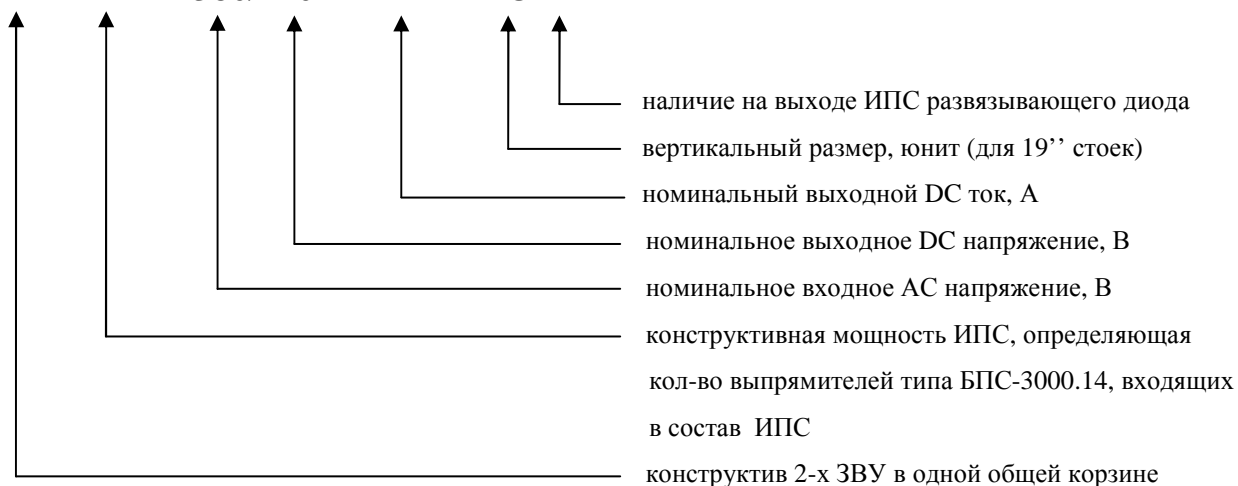 наличие на выходе ИПС развязывающего диода
вертикальный размер, юнит (для 19’’ стоек)
номинальный выходной DC ток, А
номинальное выходное DC напряжение, В
номинальное входное AC напряжение, В
конструктивная мощность ИПС, определяющая
кол-во выпрямителей типа БПС-3000.14, входящих
в состав ИПС
конструктив 2-х ЗВУ в одной общей корзине